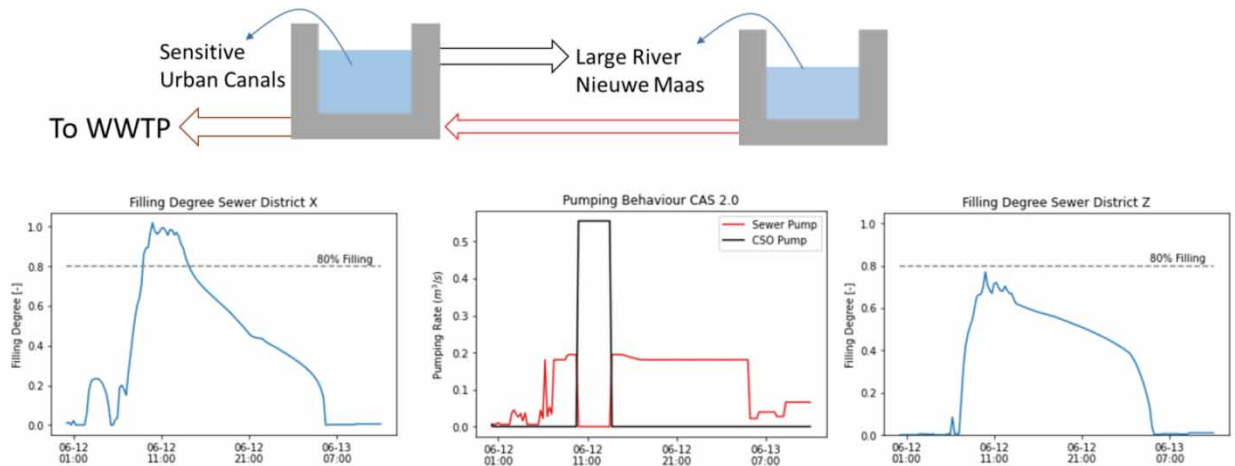 Sensitive
Urban Canals
Large River
Nieuwe Maas
To WWTP
Filling Degree Sewer District X
1.0
0.8
0.6
0.4
0.2
0.0
Filling Degree [-]
80% Filling
06-12
01:00
06-12
11:00
06-12
21:00
06-13
07:00
Pumping Behaviour CAS 2.0
Sewer Pump
CSO Pump
0.5
0.4
0.3
0.2
0.1
0.0
Pumping Rate (m³/s)
06-12
01:00
06-12
11:00
06-12
21:00
06-13
07:00
Filling Degree Sewer District Z
1.0
0.8
0.6
0.4
0.2
0.0
Filling Degree [-]
80% Filling
06-12
01:00
06-12
11:00
06-12
21:00
06-13
07:00